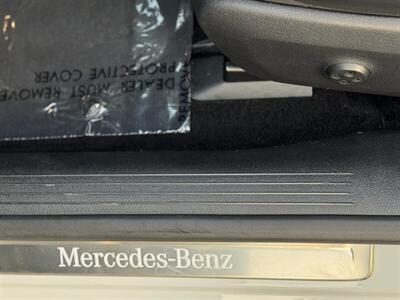 DEALER MUST REMOVE
PROTECTIVE COVER
Mercedes-Benz